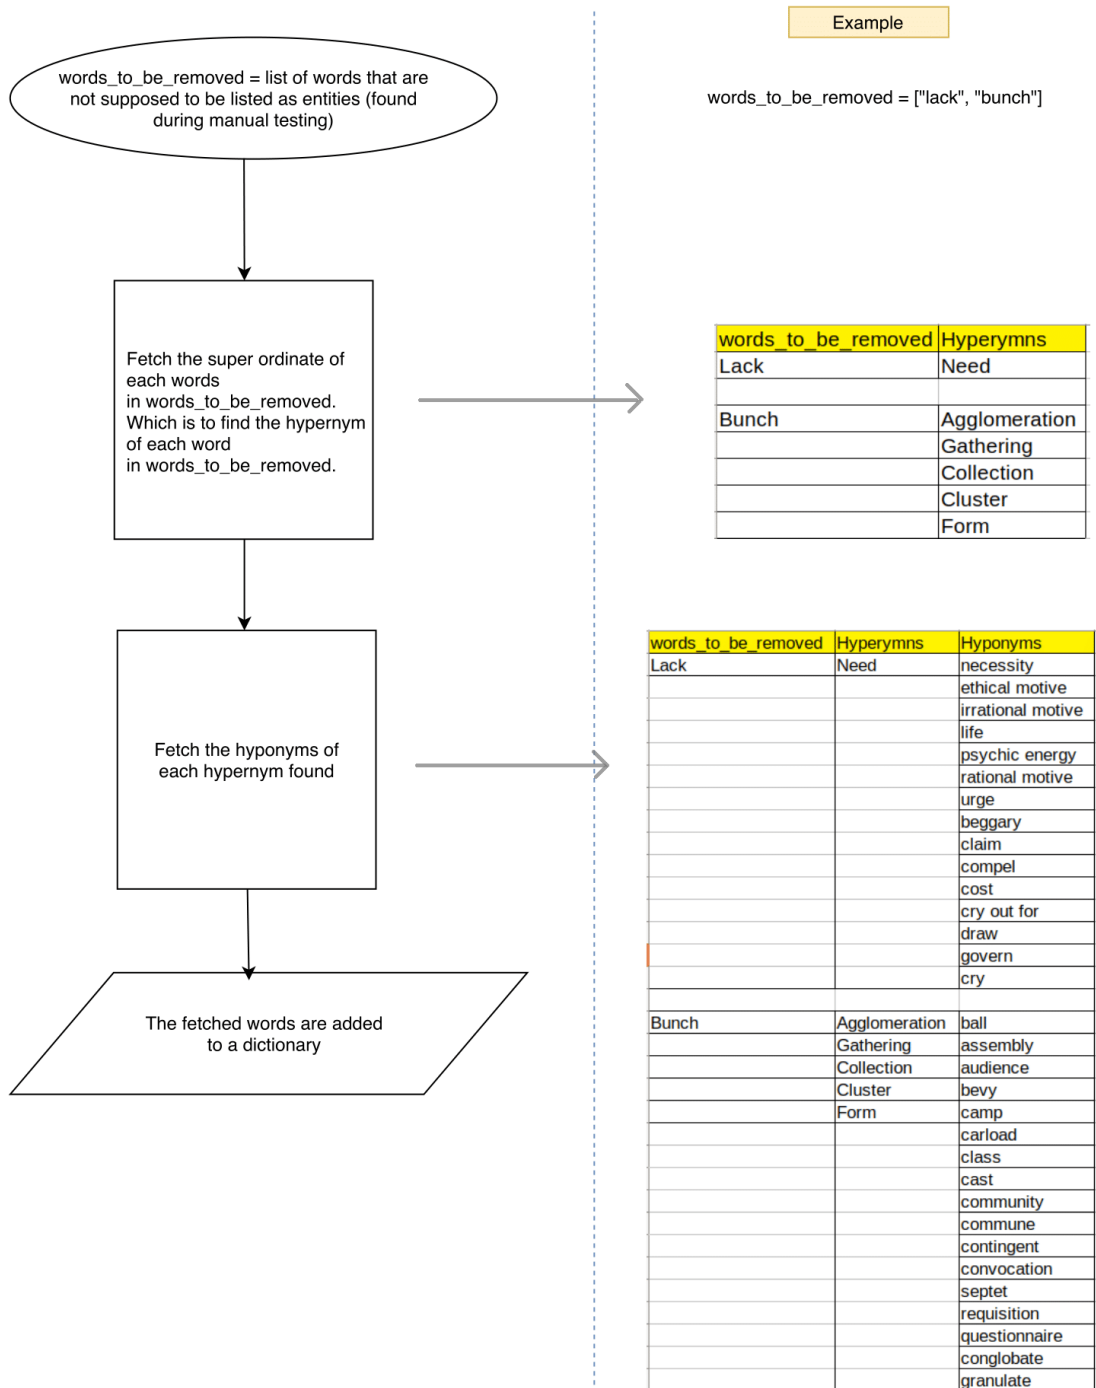 Example
words_to_be_removed = list of words that are
not supposed to be listed as entities (found
during manual testing)
words_to_be_removed = ["lack", "bunch"]
Fetch the super ordinate of
each words
in words_to_be_removed.
Which is to find the hypernym
of each word
in words_to_be_removed.
words_to_be_removed Hyperymns
Lack Need
Bunch Agglomeration
Gathering
Collection
Cluster
Form
Fetch the hyponyms of
each hypernym found
words_to_be_removed Hyperymns Hyponyms
Lack Need necessity
ethical motive
irrational motive
life
psychic energy
rational motive
urge
beggary
claim
compel
cost
cry out for
draw
govern
cry
Bunch Agglomeration ball
Gathering assembly
Collection audience
Cluster bevy
Form camp
carload
class
cast
community
commune
contingent
convocation
septet
requisition
questionnaire
conglobate
granulate
The fetched words are added
to a dictionary